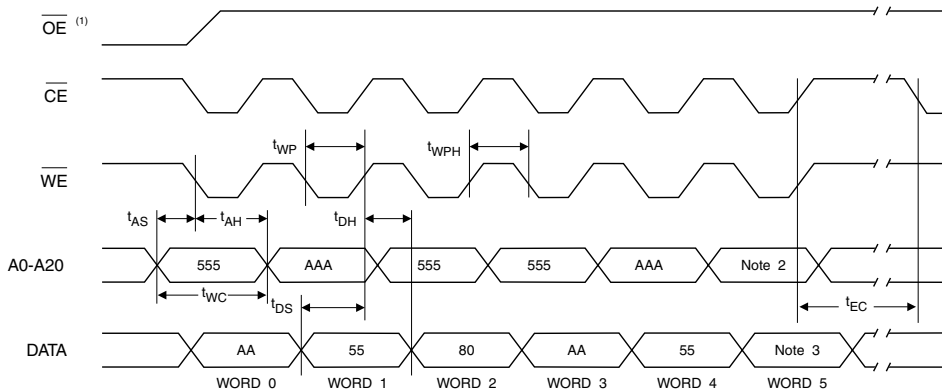 OE (1)
CE
tWP
tWPH
WE
tAS
tAH
tDH
A0-A20
555
AAA
555
555
AAA
Note 2
tWC
tDS
tEC
DATA
AA
55
80
AA
55
Note 3
WORD 0
WORD 1
WORD 2
WORD 3
WORD 4
WORD 5